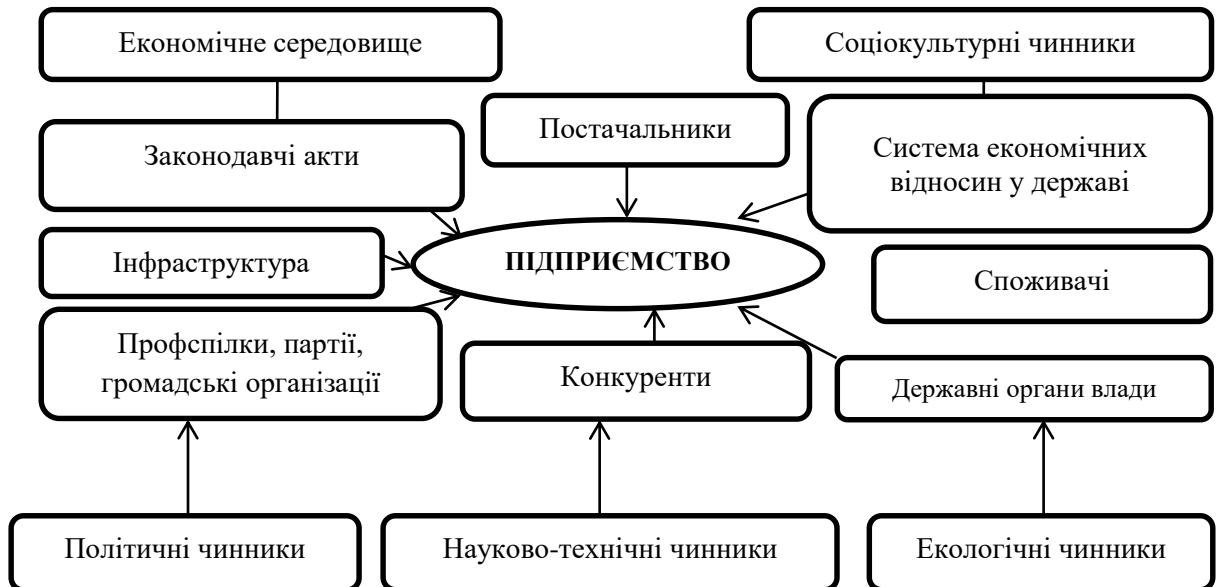 Економічне середовище
Соціокультурні чинники
Постачальники
Законодавчі акти
Система економічних
відносин у державі
Інфраструктура
ПІДПРИЄМСТВО
Споживачі
Профспілки, партії,
громадські організації
Конкуренти
Державні органи влади
Політичні чинники
Науково-технічні чинники
Екологічні чинники